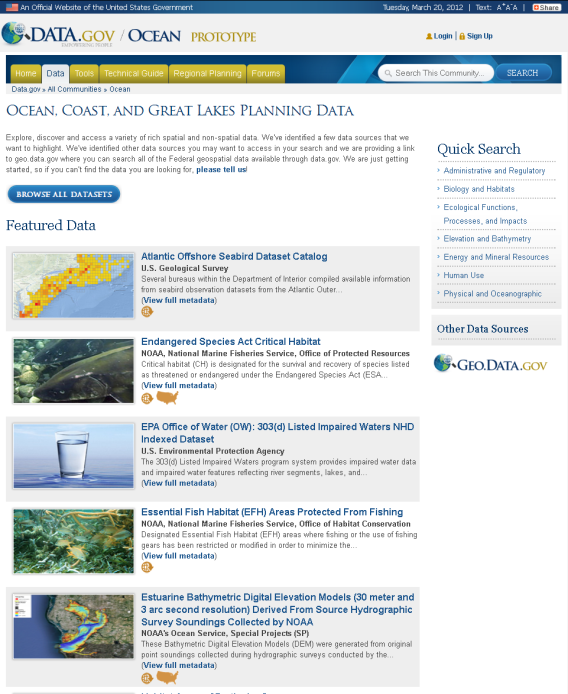 An Official Website of the United States Government
Tuesday, March 20, 2012 | Text: A+ A- A | Share
DATA.gov / OCEAN PROTOTYPE
EMPOWERING PEOPLE
Login | Sign Up
Home Data Tools Technical Guide Regional Planning Forums
Search This Community... SEARCH
Data.gov » All Communities » Ocean
OCEAN, COAST, AND GREAT LAKES PLANNING DATA
Explore, discover and access a variety of rich spatial and non-spatial data. We've identified a few data sources that we
want to highlight. We've identified other data sources you may want to access in your search and we are providing a link
to geo.data.gov where you can search all of the Federal geospatial data available through data.gov. We are just getting
started, so if you can't find the data you are looking for, please tell us!
BROWSE ALL DATASETS
Featured Data
Atlantic Offshore Seabird Dataset Catalog
U.S. Geological Survey
Several bureaus within the Department of Interior compiled available information
from seabird observation datasets from the Atlantic Outer...
(View full metadata)
Endangered Species Act Critical Habitat
NOAA, National Marine Fisheries Service, Office of Protected Resources
Critical habitat (CH) is designated for the survival and recovery of species listed
as threatened or endangered under the Endangered Species Act (ESA...
(View full metadata)
EPA Office of Water (OW): 303(d) Listed Impaired Waters NHD
Indexed Dataset
U.S. Environmental Protection Agency
The 303(d) Listed Impaired Waters program system provides impaired water data
and impaired water features reflecting river segments, lakes, and...
(View full metadata)
Essential Fish Habitat (EFH) Areas Protected From Fishing
NOAA, National Marine Fisheries Service, Office of Habitat Conservation
Designated Essential Fish Habitat (EFH) areas where fishing or the use of fishing
gears has been restricted or modified in order to minimize the...
(View full metadata)
Estuarine Bathymetric Digital Elevation Models (30 meter and
3 arc second resolution) Derived From Source Hydrographic
Survey Soundings Collected by NOAA
NOAA's Ocean Service, Special Projects (SP)
These Bathymetric Digital Elevation Models (DEM) were generated from original
point soundings collected during hydrographic surveys conducted by the...
(View full metadata)
Quick Search
Administrative and Regulatory
Biology and Habitats
Ecological Functions,
Processes, and Impacts
Elevation and Bathymetry
Energy and Mineral Resources
Human Use
Physical and Oceanographic
Other Data Sources
GEO.DATA.GOV